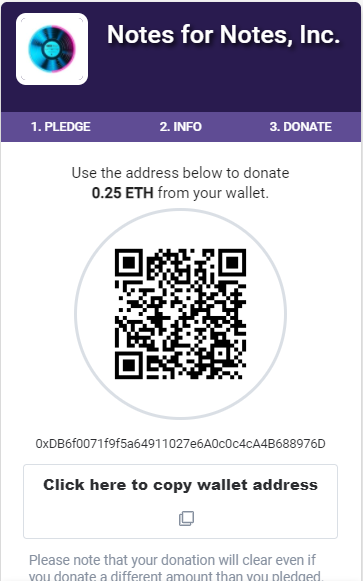 Notes for Notes, Inc.
1. PLEDGE 2. INFO 3. DONATE
Use the address below to donate
0.25 ETH from your wallet.
0xDB6f0071f9f5a64911027e6A0c0c4cA4B688976D
Click here to copy wallet address
Please note that your donation will clear even if
you donate a different amount than you pledged.